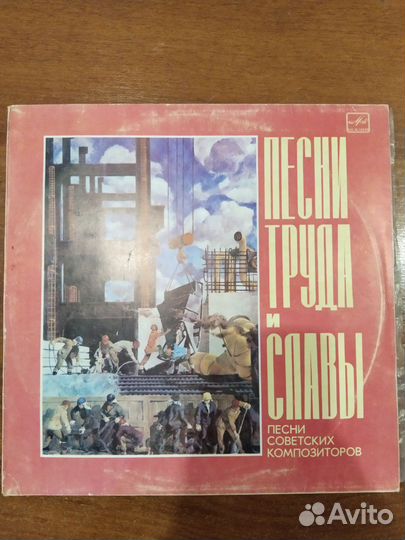 ПЕСНИ
ТРУДА
И
СЛАВЫ
ПЕСНИ
СОВЕТСКИХ
КОМПОЗИТОРОВ
Avito